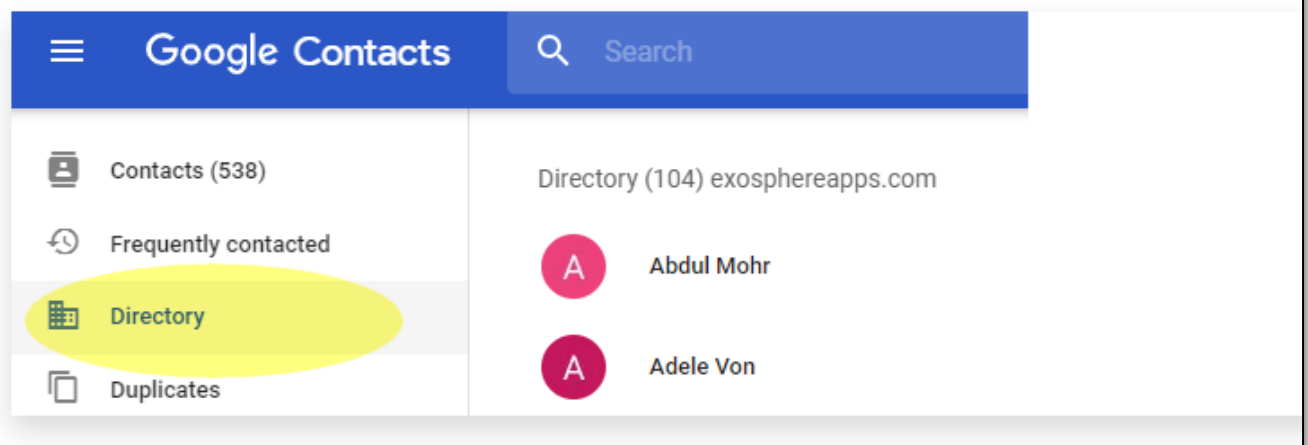 Google Contacts
Search
Contacts (538)
Frequently contacted
Directory
Duplicates
Directory (104) exosphereapps.com
A
Abdul Mohr
A
Adele Von